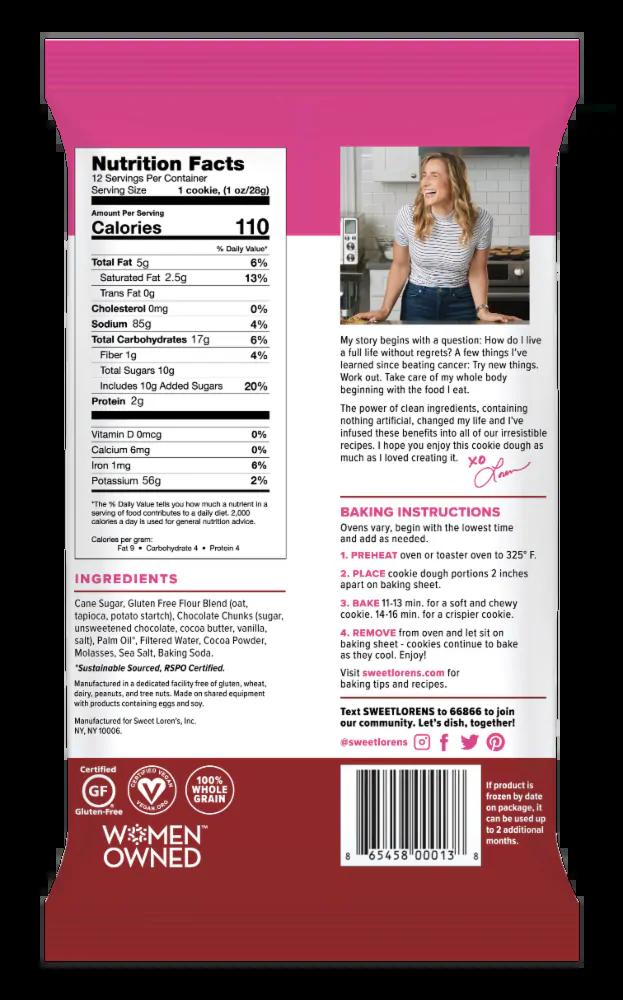 Nutrition Facts
12 Servings Per Container
Serving Size 1 cookie, (1 oz/28g)
Amount Per Serving
Calories 110
% Daily Value*
Total Fat 5g 6%
Saturated Fat 2.5g 13%
Trans Fat 0g
Cholesterol 0mg 0%
Sodium 85g 4%
Total Carbohydrates 17g 6%
Fiber 1g 4%
Total Sugars 10g
Includes 10g Added Sugars 20%
Protein 2g
Vitamin D 0mcg 0%
Calcium 6mg 0%
Iron 1mg 6%
Potassium 56g 2%
*The % Daily Value tells you how much a nutrient in a
serving of food contributes to a daily diet. 2,000
calories a day is used for general nutrition advice.
Calories per gram:
Fat 9 • Carbohydrate 4 • Protein 4
INGREDIENTS
Cane Sugar, Gluten Free Flour Blend (oat,
tapioca, potato startch), Chocolate Chunks (sugar,
unsweetened chocolate, cocoa butter, vanilla,
salt), Palm Oil*, Filtered Water, Cocoa Powder,
Molasses, Sea Salt, Baking Soda.
*Sustainable Sourced, RSPO Certified.
Manufactured in a dedicated facility free of gluten, wheat,
dairy, peanuts, and tree nuts. Made on shared equipment
with products containing eggs and soy.
Manufactured for Sweet Loren's, Inc.
NY, NY 10006.
Certified
GF
Gluten-Free
CERTIFIED VEGAN
VEGAN.ORG
100%
WHOLE
GRAIN
WOMEN™
OWNED
My story begins with a question: How do I live
a full life without regrets? A few things I've
learned since beating cancer: Try new things.
Work out. Take care of my whole body
beginning with the food I eat.
The power of clean ingredients, containing
nothing artificial, changed my life and I've
infused these benefits into all of our irresistible
recipes. I hope you enjoy this cookie dough as
much as I loved creating it. XO
Loren
BAKING INSTRUCTIONS
Ovens vary, begin with the lowest time
and add as needed.
1. PREHEAT oven or toaster oven to 325° F.
2. PLACE cookie dough portions 2 inches
apart on baking sheet.
3. BAKE 11-13 min. for a soft and chewy
cookie. 14-16 min. for a crispier cookie.
4. REMOVE from oven and let sit on
baking sheet - cookies continue to bake
as they cool. Enjoy!
Visit sweetlorens.com for
baking tips and recipes.
Text SWEETLORENS to 66866 to join
our community. Let's dish, together!
@sweetlorens
8 65458 00013 8
If product is
frozen by date
on package, it
can be used up
to 2 additional
months.